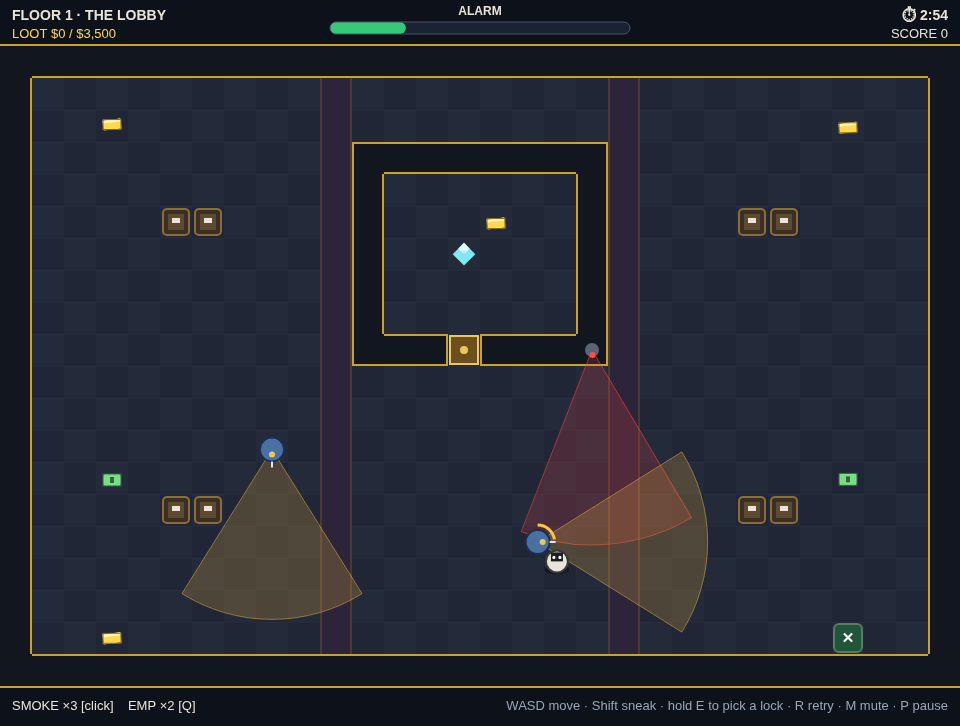 FLOOR 1 · THE LOBBY
LOOT $0 / $3,500
ALARM
⏱ 2:54
SCORE 0
✕
SMOKE ×3 [click] EMP ×2 [Q]
WASD move · Shift sneak · hold E to pick a lock · R retry · M mute · P pause